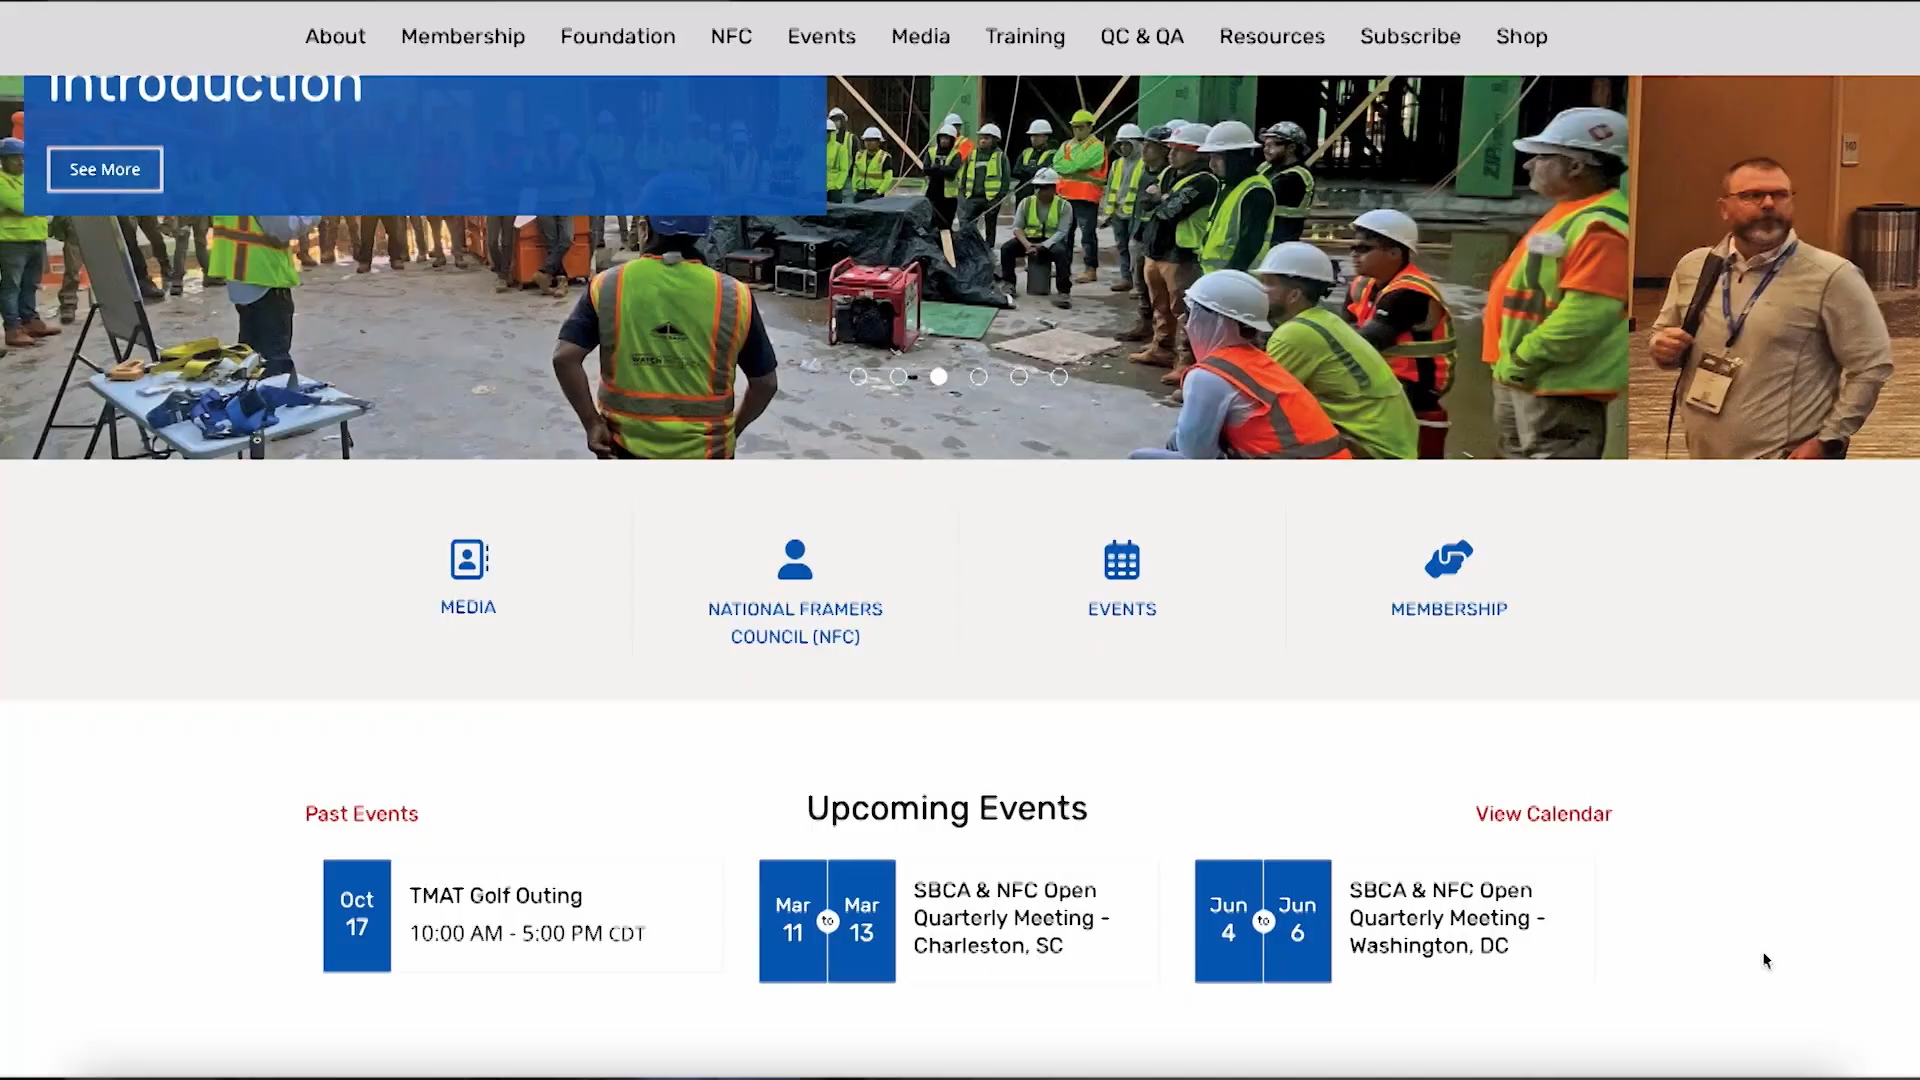 About Membership Foundation NFC Events Media Training QC & QA Resources Subscribe Shop
Introduction
See More
MEDIA
NATIONAL FRAMERS
COUNCIL (NFC)
EVENTS
MEMBERSHIP
Past Events
Upcoming Events
View Calendar
Oct
17
TMAT Golf Outing
10:00 AM - 5:00 PM CDT
Mar
11
to
Mar
13
SBCA & NFC Open
Quarterly Meeting -
Charleston, SC
Jun
4
to
Jun
6
SBCA & NFC Open
Quarterly Meeting -
Washington, DC